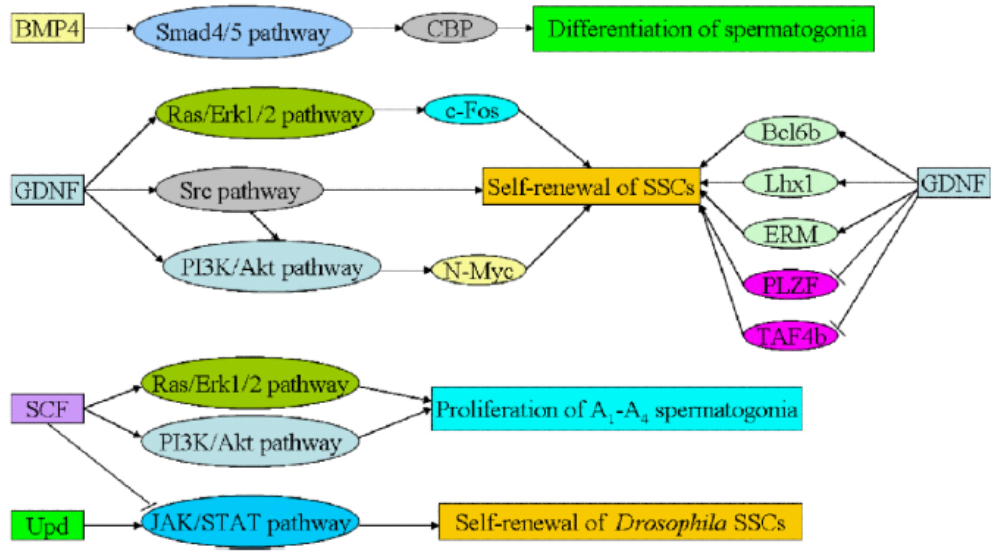 BMP4
Smad4/5 pathway
CBP
Differentiation of spermatogonia
Ras/Erk1/2 pathway
c-Fos
Bcl6b
GDNF
Src pathway
Self-renewal of SSCs
Lhx1
GDNF
ERM
PI3K/Akt pathway
N-Myc
PLZF
TAF4b
Ras/Erk1/2 pathway
SCF
Proliferation of A₁-A₄ spermatogonia
PI3K/Akt pathway
Upd
JAK/STAT pathway
Self-renewal of Drosophila SSCs